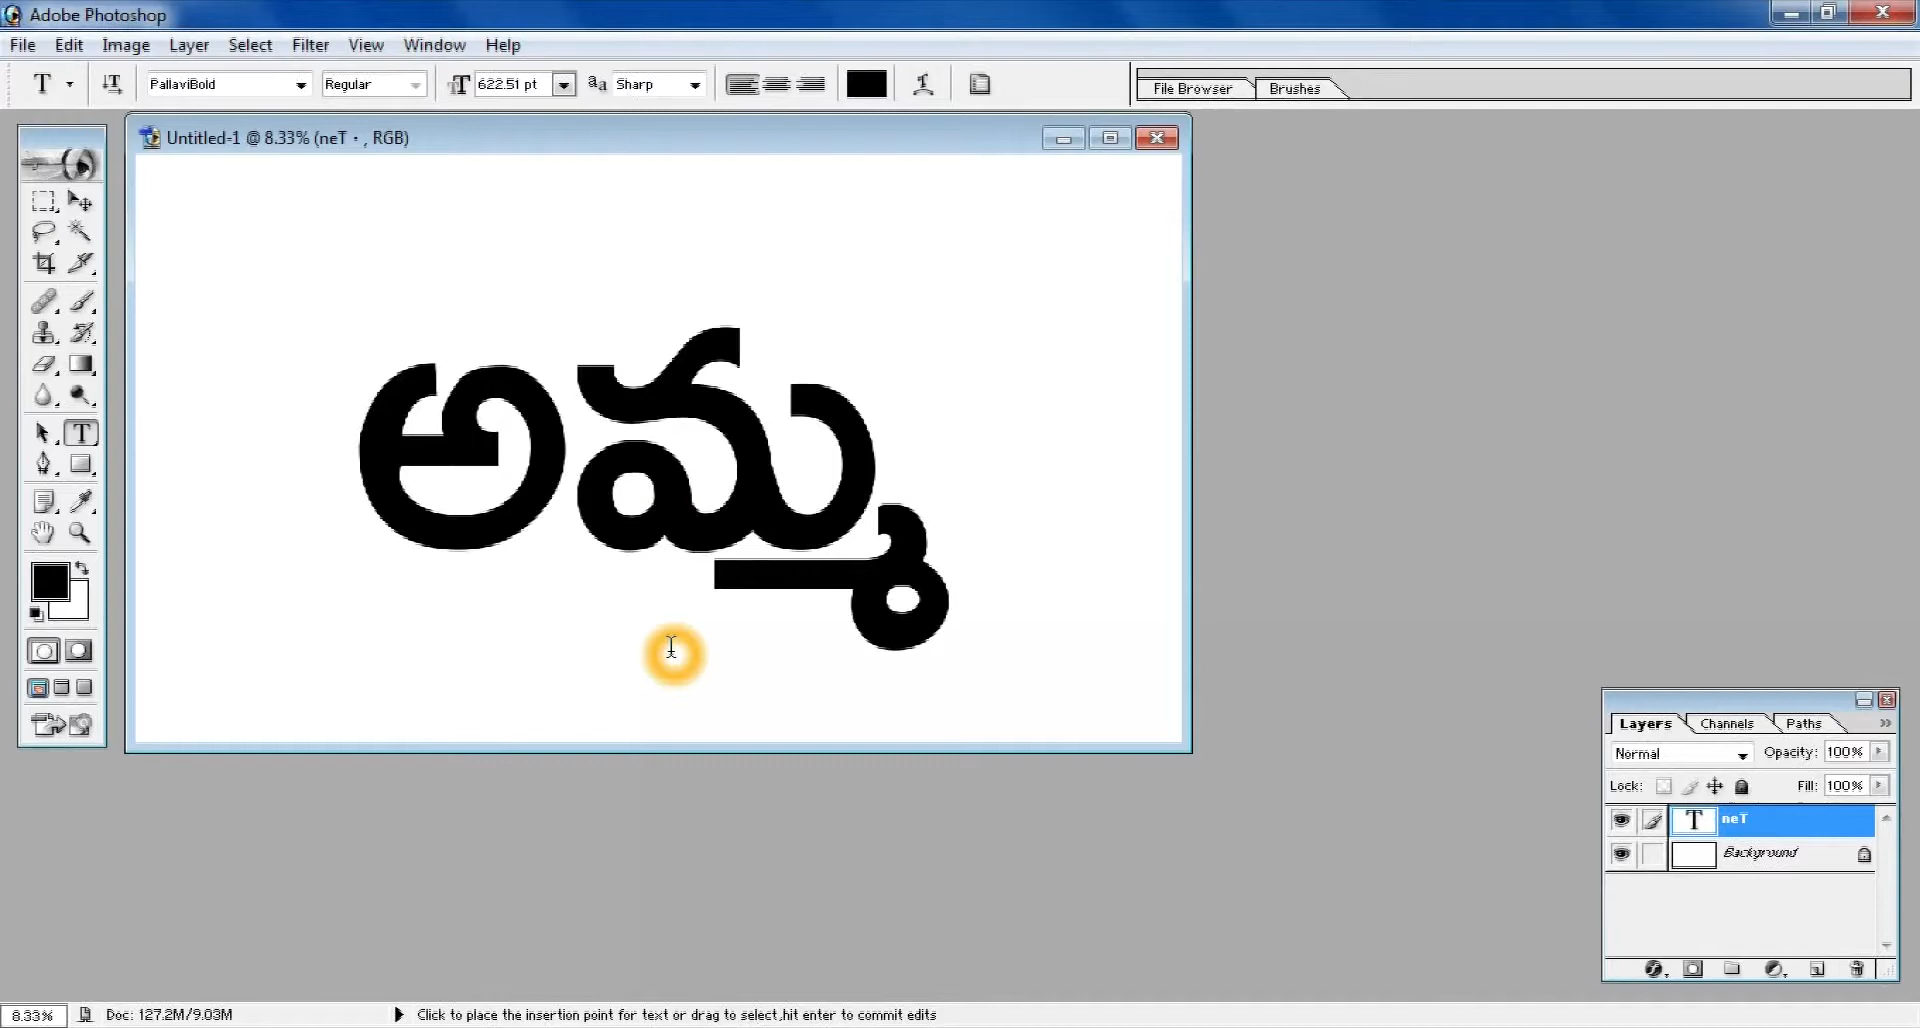 Adobe Photoshop
File Edit Image Layer Select Filter View Window Help
T PallaviBold Regular T 622.51 pt aa Sharp File Browser Brushes
Untitled-1 @ 8.33% (neT · , RGB)
అమ్మ
Layers Channels Paths
Normal Opacity: 100%
Lock: Fill: 100%
T neT
Background
8.33% Doc: 127.2M/9.03M Click to place the insertion point for text or drag to select,hit enter to commit edits